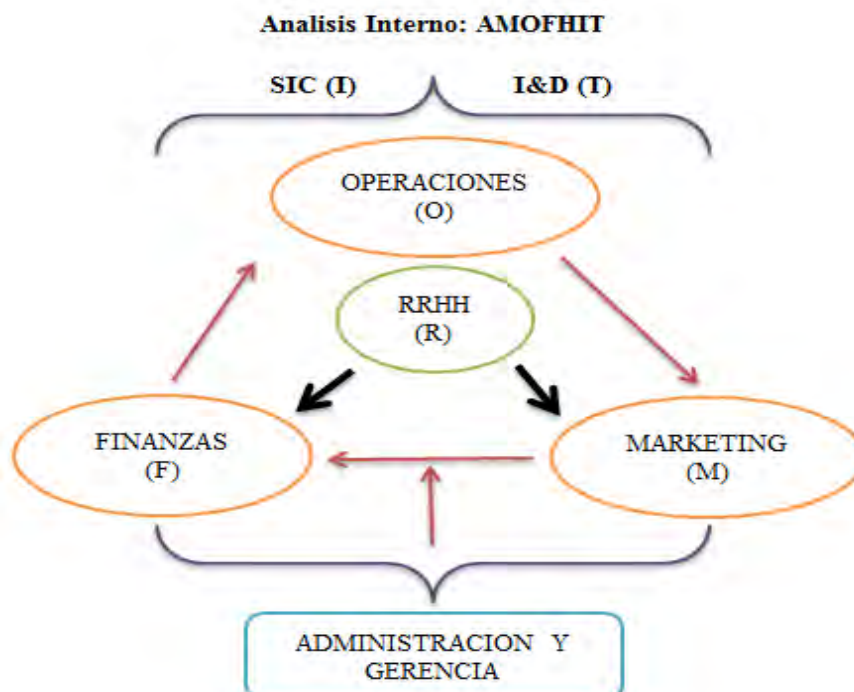 Analisis Interno: AMOFHIT
SIC (I)
I&D (T)
OPERACIONES
(O)
RRHH
(R)
FINANZAS
(F)
MARKETING
(M)
ADMINISTRACION Y
GERENCIA